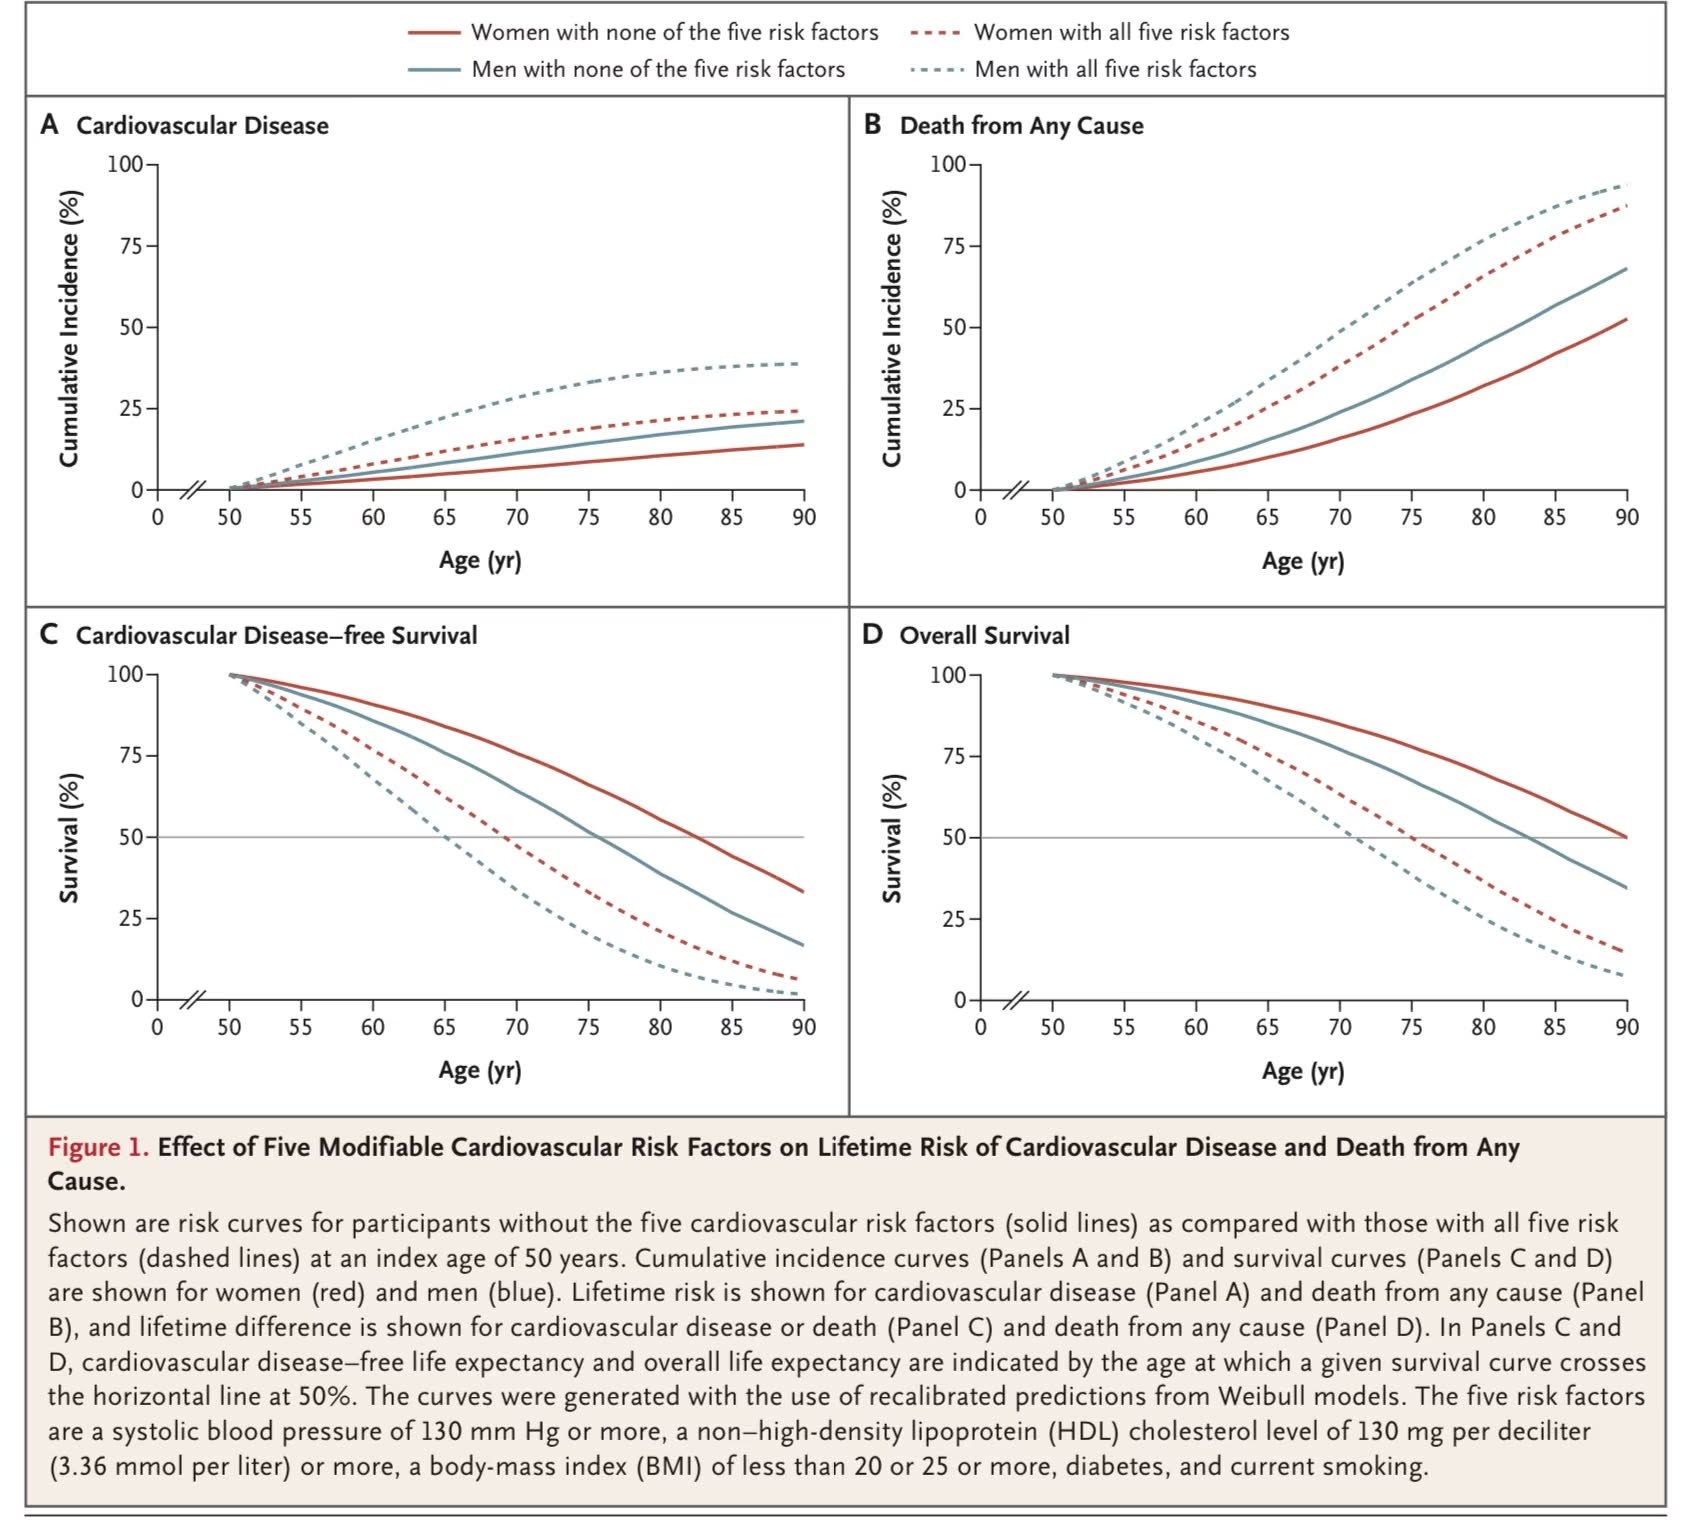 Women with none of the five risk factors
Women with all five risk factors
Men with none of the five risk factors
Men with all five risk factors
A Cardiovascular Disease
Cumulative Incidence (%)
100
75
50
25
0
0 50 55 60 65 70 75 80 85 90
Age (yr)
B Death from Any Cause
Cumulative Incidence (%)
100
75
50
25
0
0 50 55 60 65 70 75 80 85 90
Age (yr)
C Cardiovascular Disease–free Survival
Survival (%)
100
75
50
25
0
0 50 55 60 65 70 75 80 85 90
Age (yr)
D Overall Survival
Survival (%)
100
75
50
25
0
0 50 55 60 65 70 75 80 85 90
Age (yr)
Figure 1. Effect of Five Modifiable Cardiovascular Risk Factors on Lifetime Risk of Cardiovascular Disease and Death from Any
Cause.
Shown are risk curves for participants without the five cardiovascular risk factors (solid lines) as compared with those with all five risk
factors (dashed lines) at an index age of 50 years. Cumulative incidence curves (Panels A and B) and survival curves (Panels C and D)
are shown for women (red) and men (blue). Lifetime risk is shown for cardiovascular disease (Panel A) and death from any cause (Panel
B), and lifetime difference is shown for cardiovascular disease or death (Panel C) and death from any cause (Panel D). In Panels C and
D, cardiovascular disease–free life expectancy and overall life expectancy are indicated by the age at which a given survival curve crosses
the horizontal line at 50%. The curves were generated with the use of recalibrated predictions from Weibull models. The five risk factors
are a systolic blood pressure of 130 mm Hg or more, a non–high-density lipoprotein (HDL) cholesterol level of 130 mg per deciliter
(3.36 mmol per liter) or more, a body-mass index (BMI) of less than 20 or 25 or more, diabetes, and current smoking.